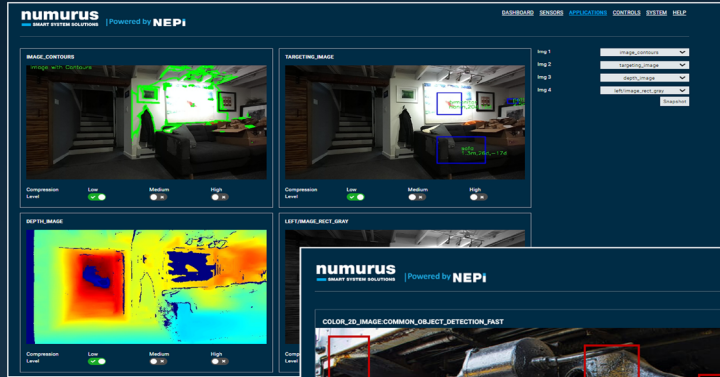 numurus
SMART SYSTEM SOLUTIONS
Powered by NEPi
DASHBOARD SENSORS APPLICATIONS CONTROLS SYSTEM HELP
IMAGE_CONTOURS
Image with Contours
TARGETING_IMAGE
Img 1 image_contours
Img 2 targeting_image
Img 3 depth_image
Img 4 left/image_rect_gray
Snapshot
Compression Level Low Medium High
Compression Level Low Medium High
DEPTH_IMAGE
LEFT/IMAGE_RECT_GRAY
Compression Level Low Medium High
numurus
SMART SYSTEM SOLUTIONS
Powered by NEPi
COLOR_2D_IMAGE:COMMON_OBJECT_DETECTION_FAST